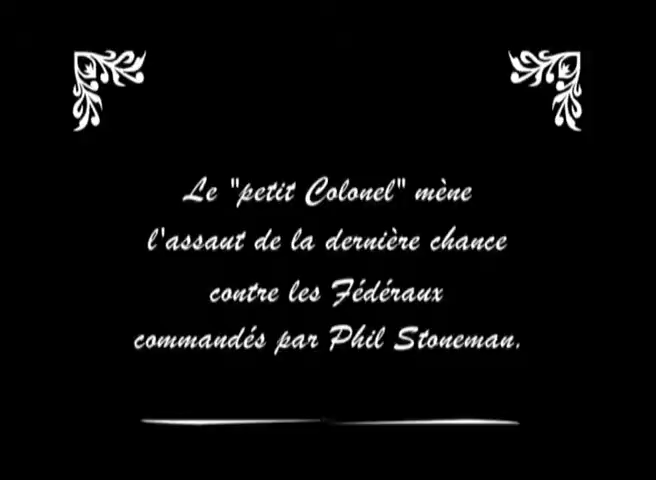 Le "petit Colonel" mène
l'assaut de la dernière chance
contre les Fédéraux
commandés par Phil Stoneman.